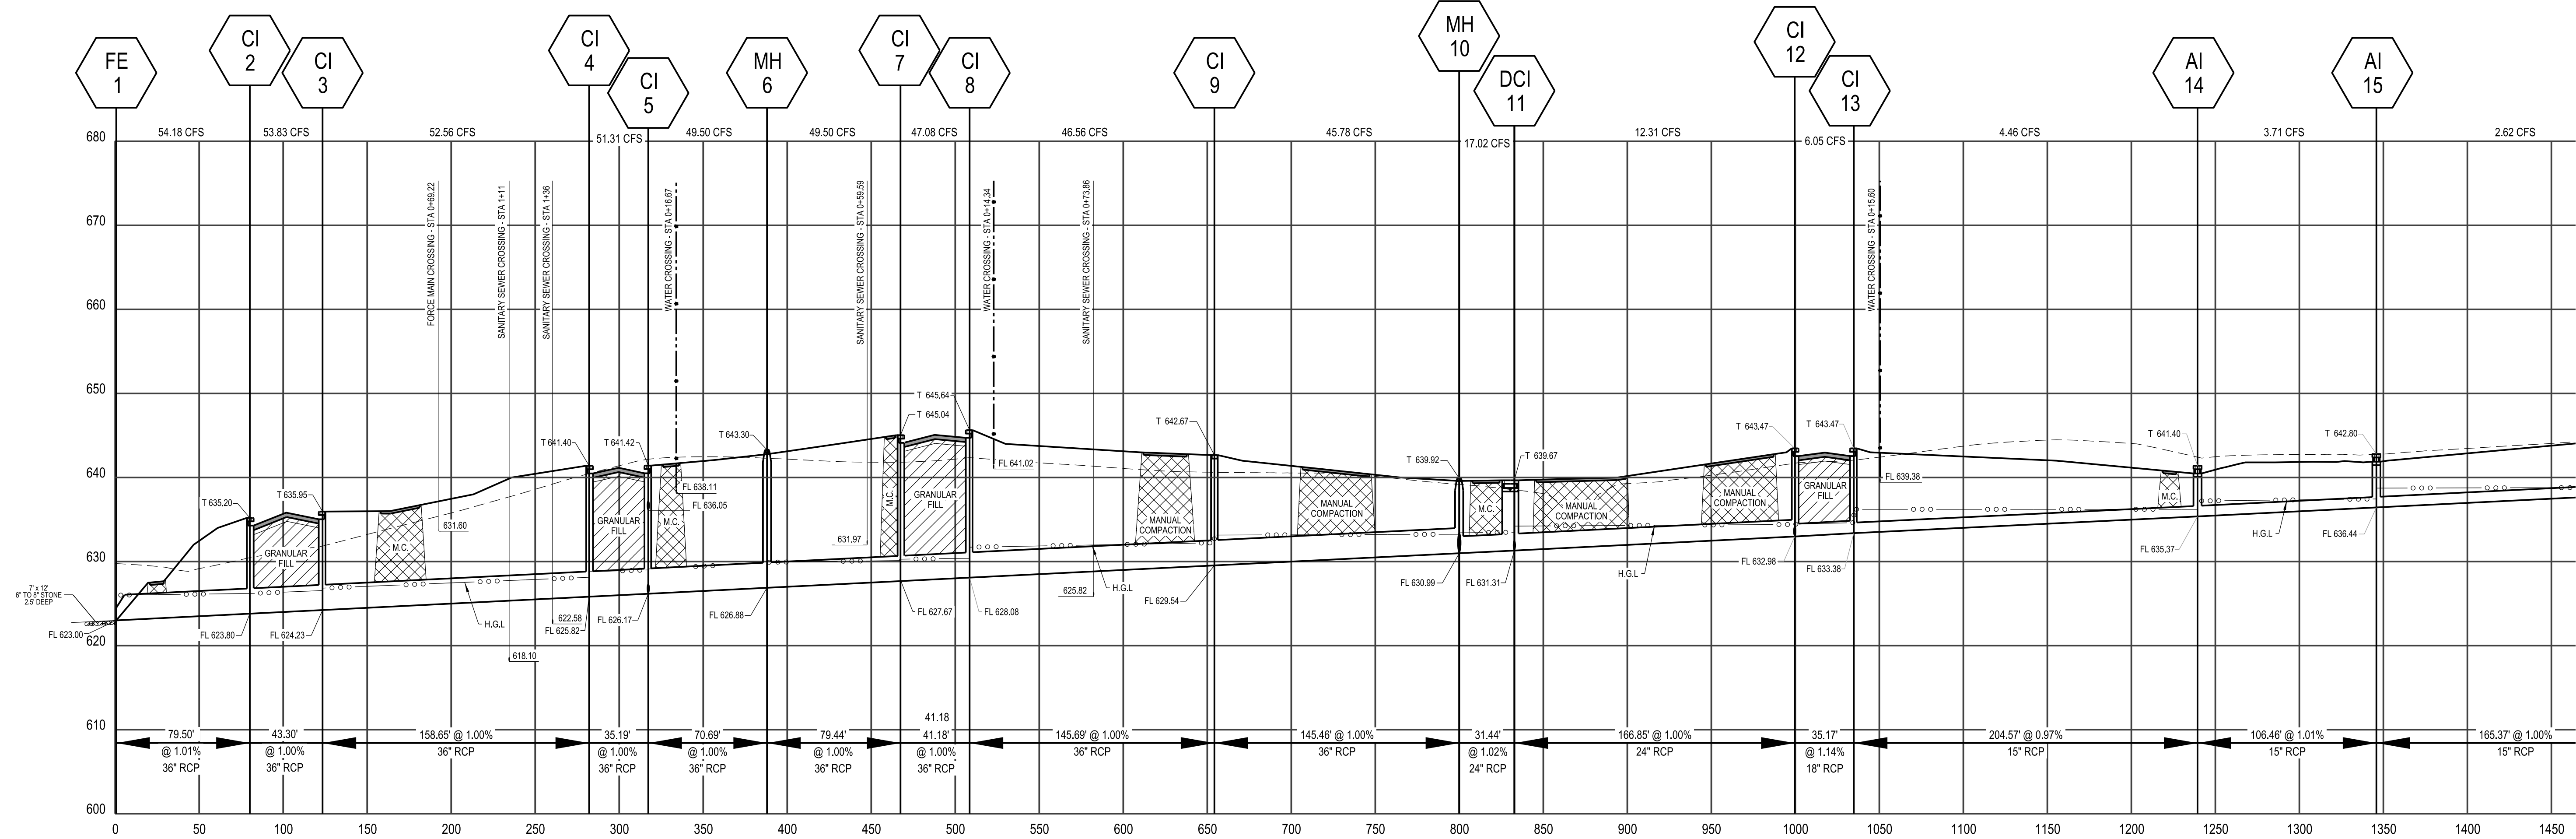 FE
1
CI
2
CI
3
CI
4
CI
5
MH
6
CI
7
CI
8
CI
9
MH
10
DCI
11
CI
12
CI
13
AI
14
AI
15
54.18 CFS
53.83 CFS
52.56 CFS
51.31 CFS
49.50 CFS
49.50 CFS
47.08 CFS
46.56 CFS
45.78 CFS
17.02 CFS
12.31 CFS
6.05 CFS
4.46 CFS
3.71 CFS
2.62 CFS
680
670
660
650
640
630
620
610
600
FORCE MAIN CROSSING - STA 0+69.22
SANITARY SEWER CROSSING - STA 1+11
SANITARY SEWER CROSSING - STA 1+36
WATER CROSSING - STA 0+16.67
SANITARY SEWER CROSSING - STA 0+59.59
WATER CROSSING - STA 0+14.34
SANITARY SEWER CROSSING - STA 0+73.86
WATER CROSSING - STA 0+15.60
T 635.20
T 635.95
T 641.40
T 641.42
T 643.30
T 645.64
T 645.04
T 642.67
T 639.92
T 639.67
T 643.47
T 643.47
T 641.40
T 642.80
FL 641.02
FL 638.11
FL 636.05
FL 639.38
631.60
631.97
622.58
618.10
625.82
GRANULAR
FILL
M.C.
GRANULAR
FILL
M.C.
M.C.
GRANULAR
FILL
MANUAL
COMPACTION
MANUAL
COMPACTION
M.C.
MANUAL
COMPACTION
MANUAL
COMPACTION
GRANULAR
FILL
M.C.
H.G.L
H.G.L
H.G.L
H.G.L
7' x 12'
6" TO 8" STONE
2.5' DEEP
FL 623.00
FL 623.80
FL 624.23
FL 625.82
FL 626.17
FL 626.88
FL 627.67
FL 628.08
FL 629.54
FL 630.99
FL 631.31
FL 632.98
FL 633.38
FL 635.37
FL 636.44
79.50'
@ 1.01%
36" RCP
43.30'
@ 1.00%
36" RCP
158.65' @ 1.00%
36" RCP
35.19'
@ 1.00%
36" RCP
70.69'
@ 1.00%
36" RCP
79.44'
@ 1.00%
36" RCP
41.18
41.18'
@ 1.00%
36" RCP
145.69' @ 1.00%
36" RCP
145.46' @ 1.00%
36" RCP
31.44'
@ 1.02%
24" RCP
166.85' @ 1.00%
24" RCP
35.17'
@ 1.14%
18" RCP
204.57' @ 0.97%
15" RCP
106.46' @ 1.01%
15" RCP
165.37' @ 1.00%
15" RCP
0 50 100 150 200 250 300 350 400 450 500 550 600 650 700 750 800 850 900 950 1000 1050 1100 1150 1200 1250 1300 1350 1400 1450